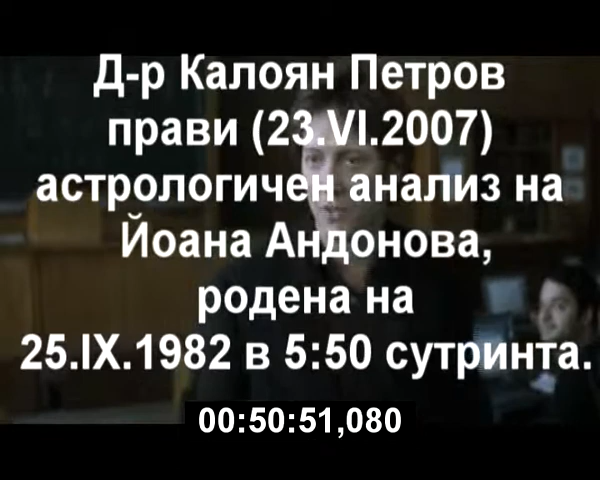 Д-р Калоян Петров
прави (23.VI.2007)
астрологичен анализ на
Йоана Андонова,
родена на
25.IX.1982 в 5:50 сутринта.
00:50:51,080